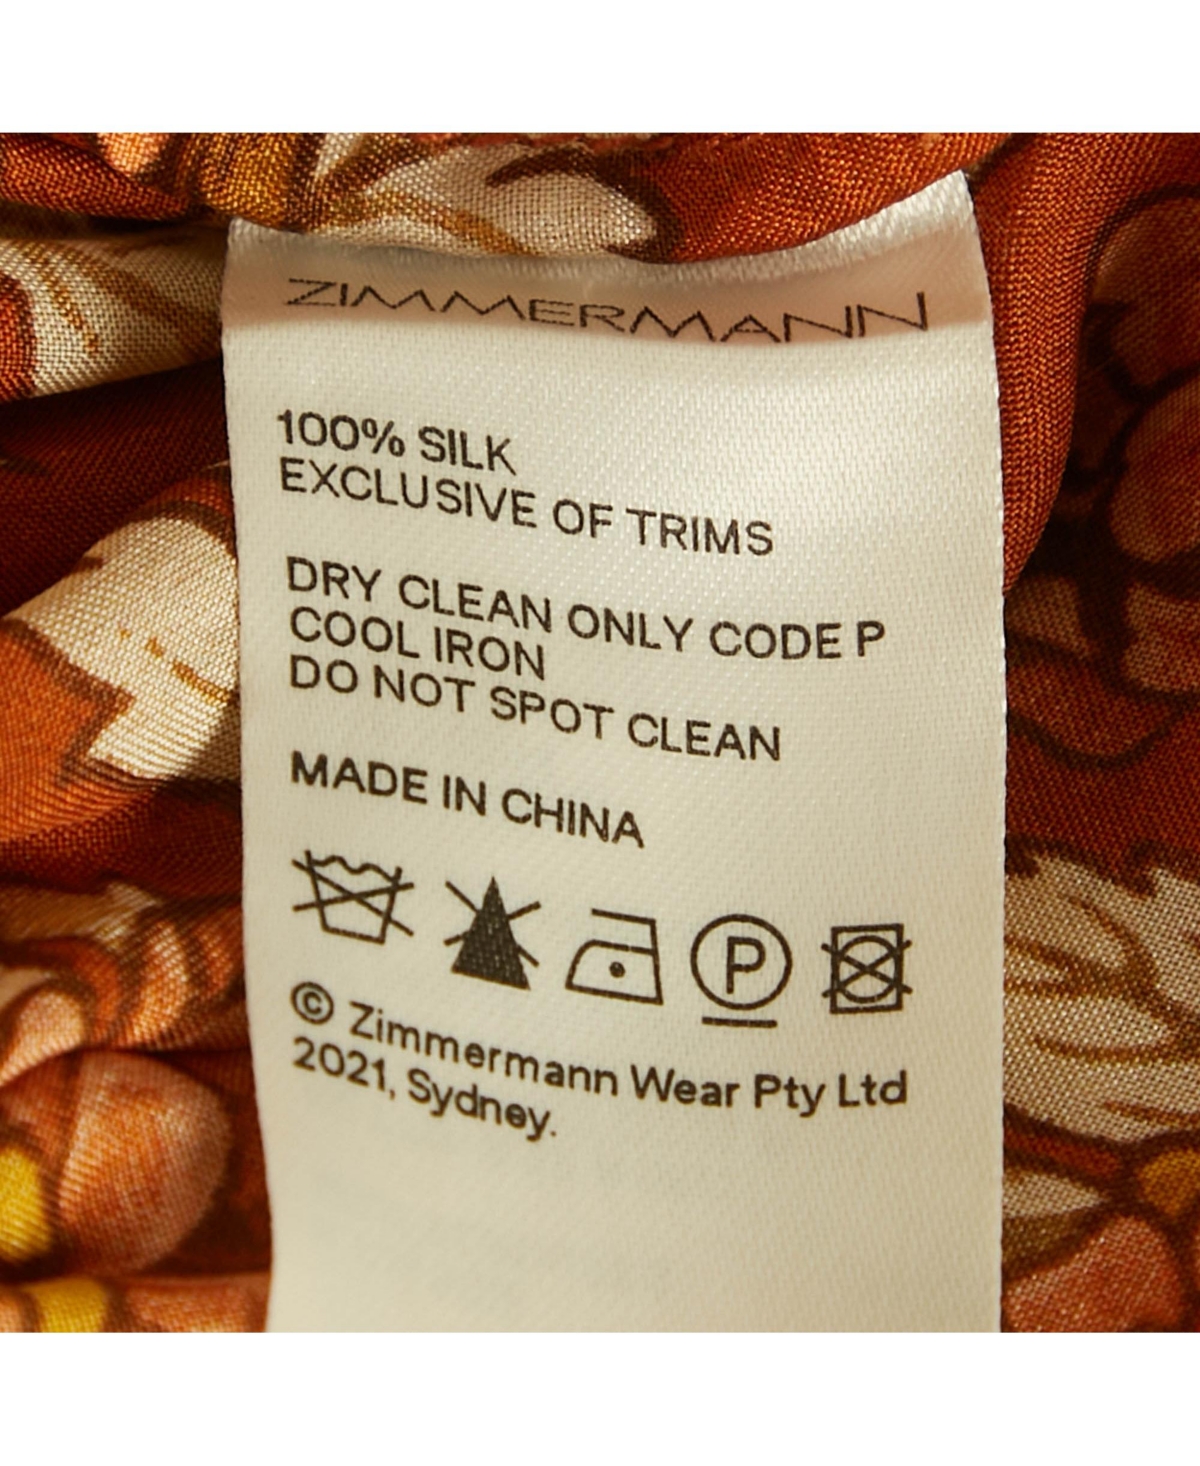 ZIMMERMANN
100% SILK
EXCLUSIVE OF TRIMS
DRY CLEAN ONLY CODE P
COOL IRON
DO NOT SPOT CLEAN
MADE IN CHINA
P
© Zimmermann Wear Pty Ltd
2021, Sydney.